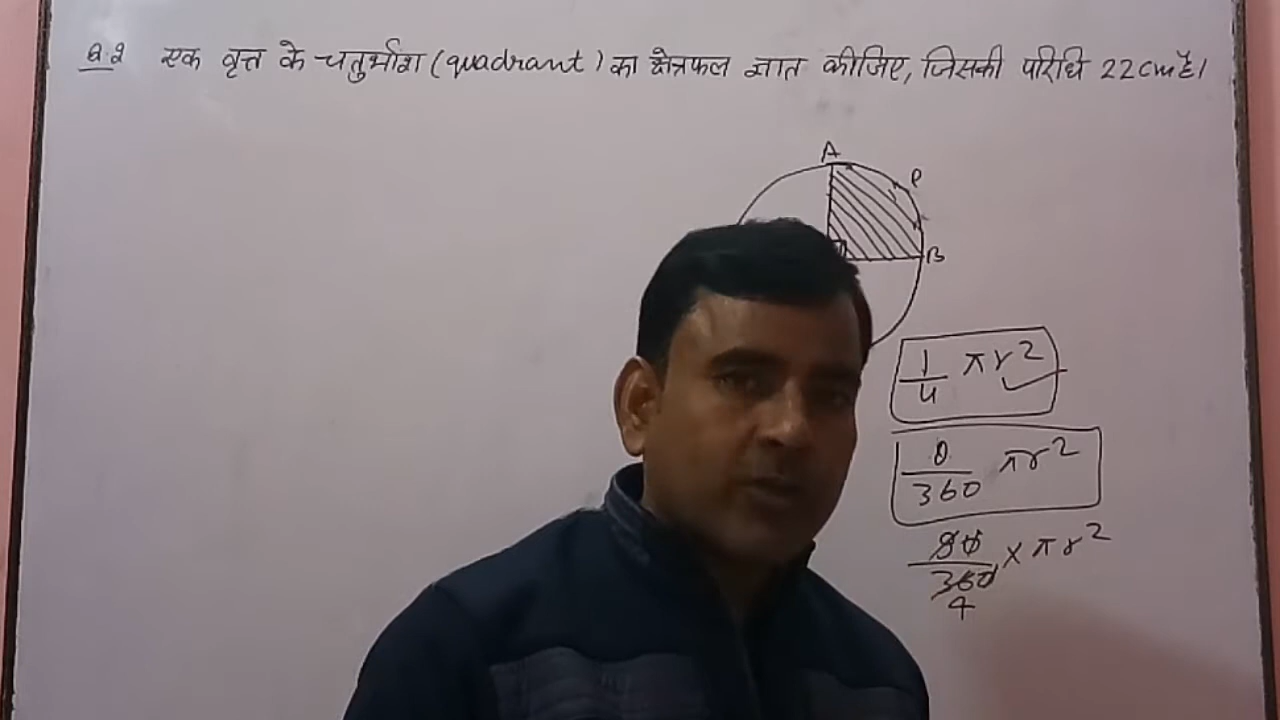 Q.2 एक वृत्त के चतुर्भाश (quadrant) का क्षेत्रफल ज्ञात कीजिए, जिसकी परिधि 22cm है।
A
P
B
1/4 πr²
θ/360 πr²
90/360 × πr²
4